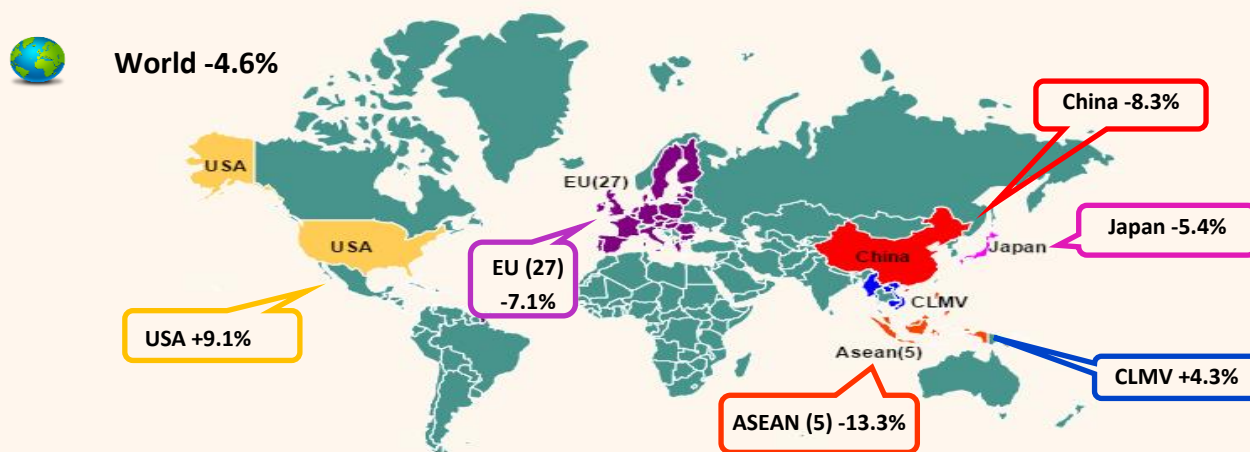 World -4.6%
China -8.3%
USA
EU(27)
USA
Japan -5.4%
Japan
China
EU (27)
-7.1%
CLMV
USA +9.1%
Asean(5)
CLMV +4.3%
ASEAN (5) -13.3%